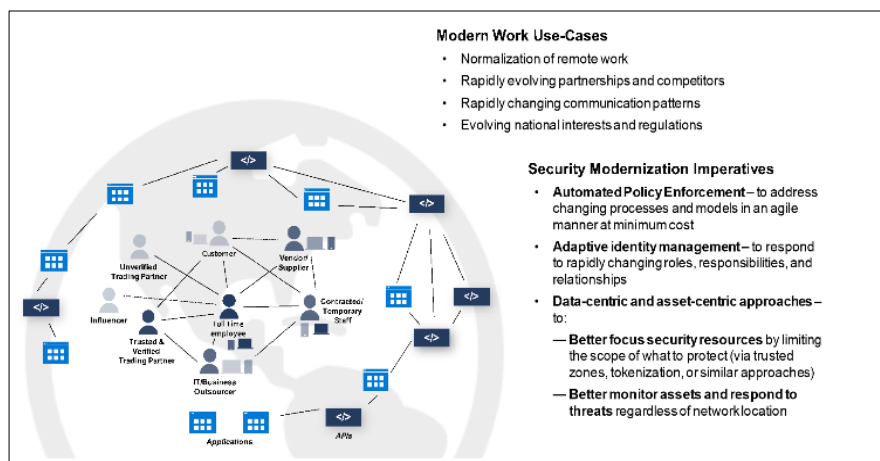 Modern Work Use-Cases
• Normalization of remote work
• Rapidly evolving partnerships and competitors
• Rapidly changing communication patterns
• Evolving national interests and regulations
Security Modernization Imperatives
• Automated Policy Enforcement – to address
changing processes and models in an agile
manner at minimum cost
• Adaptive identity management – to respond
to rapidly changing roles, responsibilities, and
relationships
• Data-centric and asset-centric approaches –
to:
— Better focus security resources by limiting
the scope of what to protect (via trusted
zones, tokenization, or similar approaches)
— Better monitor assets and respond to
threats regardless of network location
</>
</>
</>
</>
</>
</>
Customer
Unverified
Trading Partner
Vendor/
Supplier
Influencer
Trusted &
Verified
Trading Partner
Full Time
employee
Contracted/
Temporary
Staff
IT/Business
Outsourcer
Applications
APIs